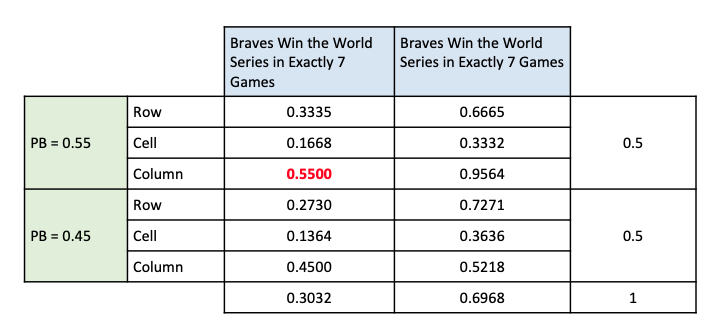 Braves Win the World Series in Exactly 7 Games
Braves Win the World Series in Exactly 7 Games
PB = 0.55
Row 0.3335 0.6665
Cell 0.1668 0.3332 0.5
Column 0.5500 0.9564
PB = 0.45
Row 0.2730 0.7271
Cell 0.1364 0.3636 0.5
Column 0.4500 0.5218
0.3032 0.6968 1